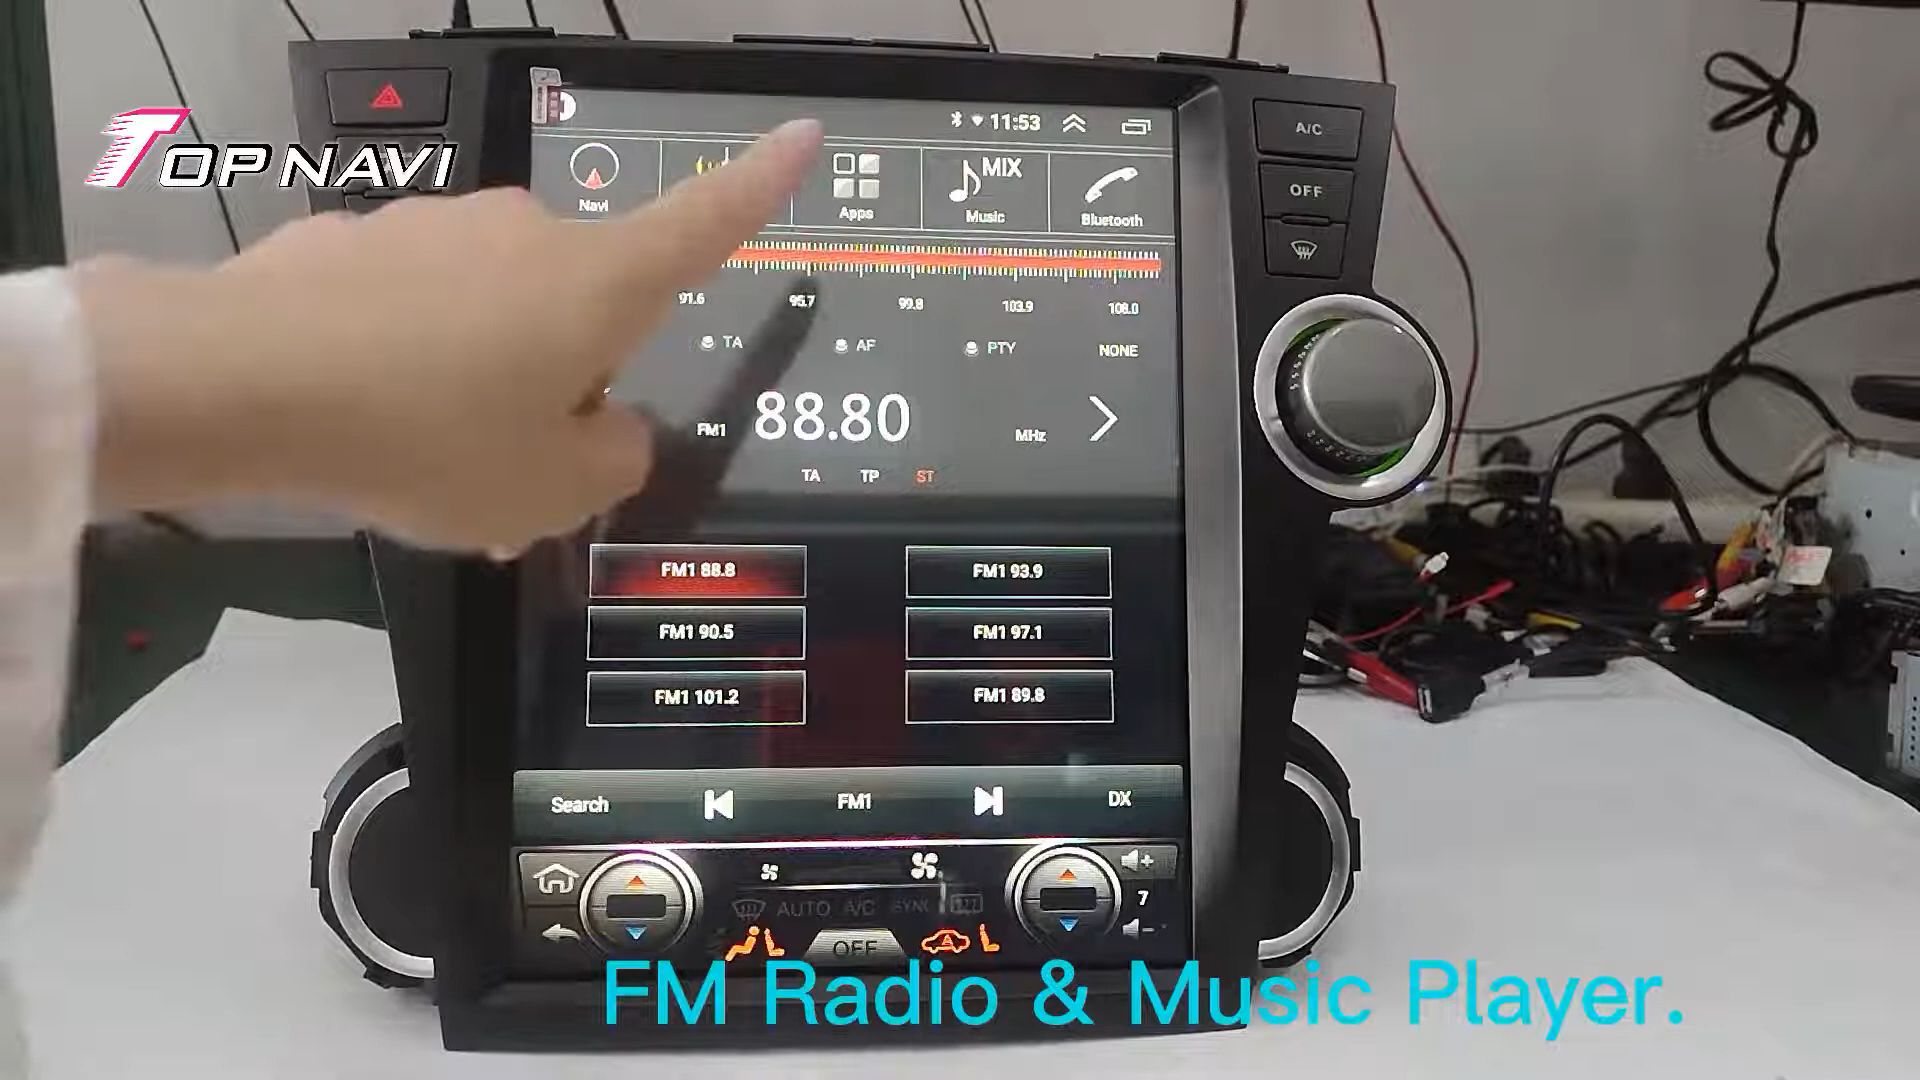 TOPNAVI
11:53
Navi
Apps
MIX
Music
Bluetooth
A/C
OFF
91.6 95.7 99.8 103.9 108.0
TA AF PTY NONE
FM1 88.80 MHz
TA TP ST
FM1 88.8 FM1 93.9
FM1 90.5 FM1 97.1
FM1 101.2 FM1 89.8
Search FM1 DX
7
AUTO A/C SYNC
OFF
FM Radio & Music Player.